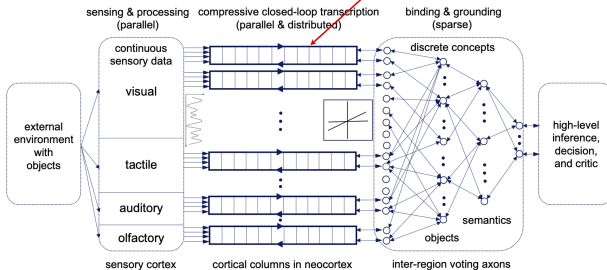 sensing & processing
(parallel)
compressive closed-loop transcription
(parallel & distributed)
binding & grounding
(sparse)
continuous
sensory data
visual
tactile
auditory
olfactory
external
environment
with
objects
discrete concepts
semantics
objects
high-level
inference,
decision,
and critic
sensory cortex
cortical columns in neocortex
inter-region voting axons